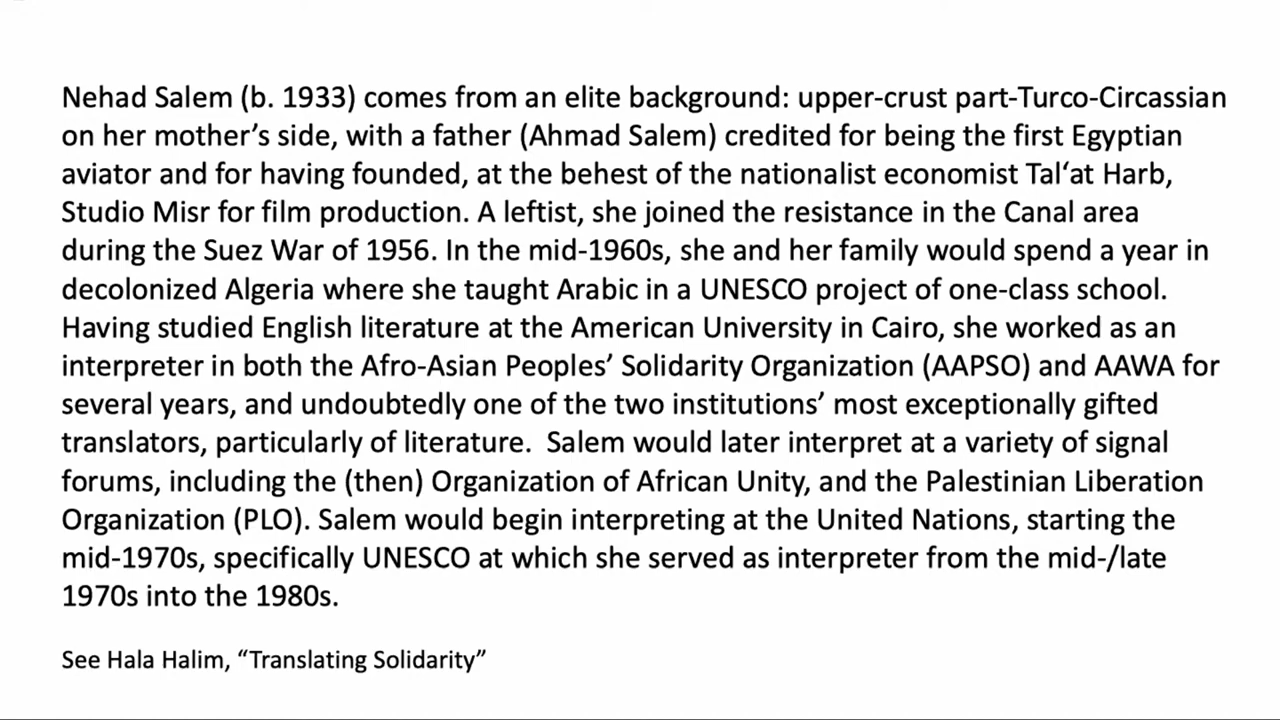 Nehad Salem (b. 1933) comes from an elite background: upper-crust part-Turco-Circassian
on her mother’s side, with a father (Ahmad Salem) credited for being the first Egyptian
aviator and for having founded, at the behest of the nationalist economist Tal‘at Harb,
Studio Misr for film production. A leftist, she joined the resistance in the Canal area
during the Suez War of 1956. In the mid-1960s, she and her family would spend a year in
decolonized Algeria where she taught Arabic in a UNESCO project of one-class school.
Having studied English literature at the American University in Cairo, she worked as an
interpreter in both the Afro-Asian Peoples’ Solidarity Organization (AAPSO) and AAWA for
several years, and undoubtedly one of the two institutions’ most exceptionally gifted
translators, particularly of literature.  Salem would later interpret at a variety of signal
forums, including the (then) Organization of African Unity, and the Palestinian Liberation
Organization (PLO). Salem would begin interpreting at the United Nations, starting the
mid-1970s, specifically UNESCO at which she served as interpreter from the mid-/late
1970s into the 1980s.
See Hala Halim, “Translating Solidarity”